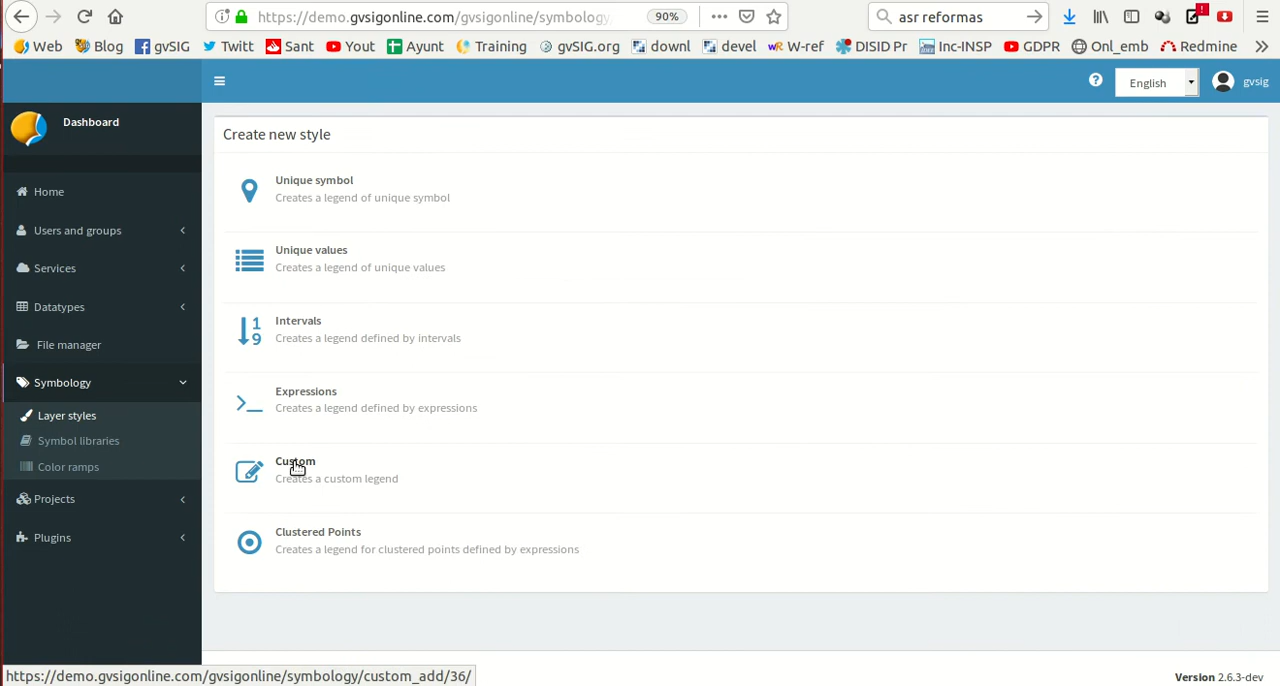 https://demo.gvsigonline.com/gvsigonline/symbology, 90% asr reformas
Web Blog gvSIG Twitt Sant Yout Ayunt Training gvSIG.org downl devel W-ref DISID Pr Inc-INSP GDPR Onl_emb Redmine
English gvsig
Dashboard
Create new style
Home
Users and groups
Services
Datatypes
File manager
Symbology
Layer styles
Symbol libraries
Color ramps
Projects
Plugins
Unique symbol
Creates a legend of unique symbol
Unique values
Creates a legend of unique values
Intervals
Creates a legend defined by intervals
Expressions
Creates a legend defined by expressions
Custom
Creates a custom legend
Clustered Points
Creates a legend for clustered points defined by expressions
https://demo.gvsigonline.com/gvsigonline/symbology/custom_add/36/
Version 2.6.3-dev